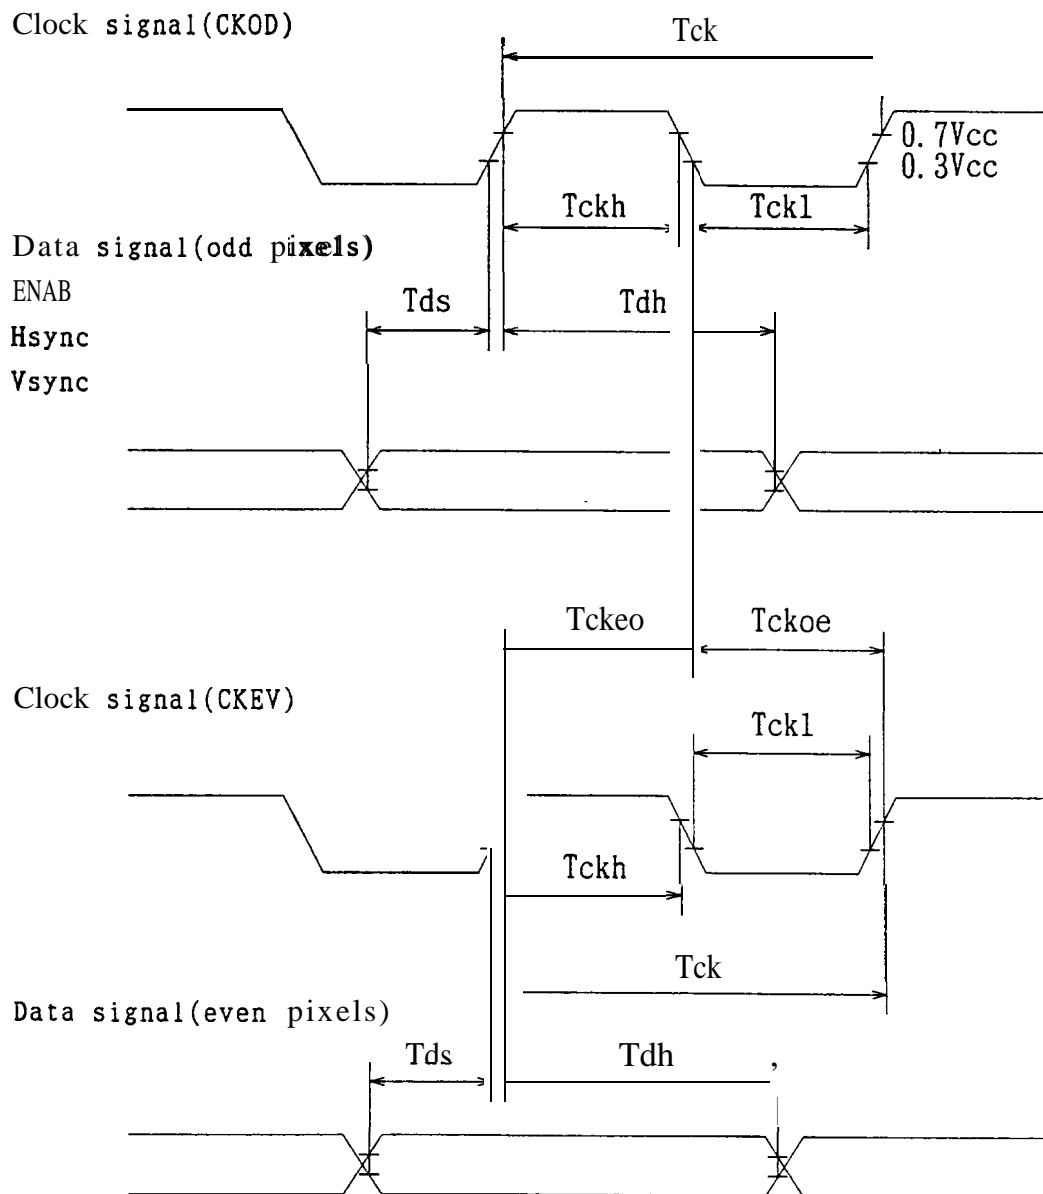 Clock signal(CKOD)
Tck
0.7Vcc
0.3Vcc
Tckh
Tckl
Data signal(odd pixels)
ENAB
Tds
Tdh
Hsync
Vsync
Tckeo
Tckoe
Clock signal(CKEV)
Tckl
Tckh
Tck
Data signal(even pixels)
Tds
Tdh